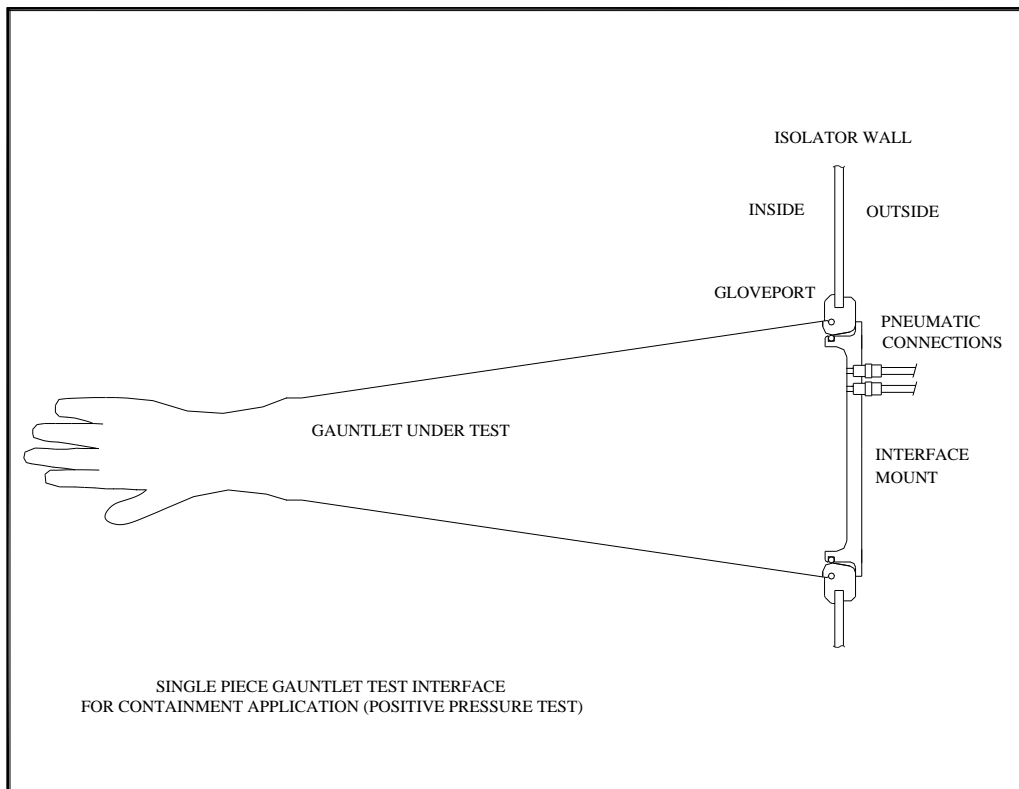 ISOLATOR WALL
INSIDE
OUTSIDE
GLOVEPORT
PNEUMATIC
CONNECTIONS
GAUNTLET UNDER TEST
INTERFACE
MOUNT
SINGLE PIECE GAUNTLET TEST INTERFACE
FOR CONTAINMENT APPLICATION (POSITIVE PRESSURE TEST)